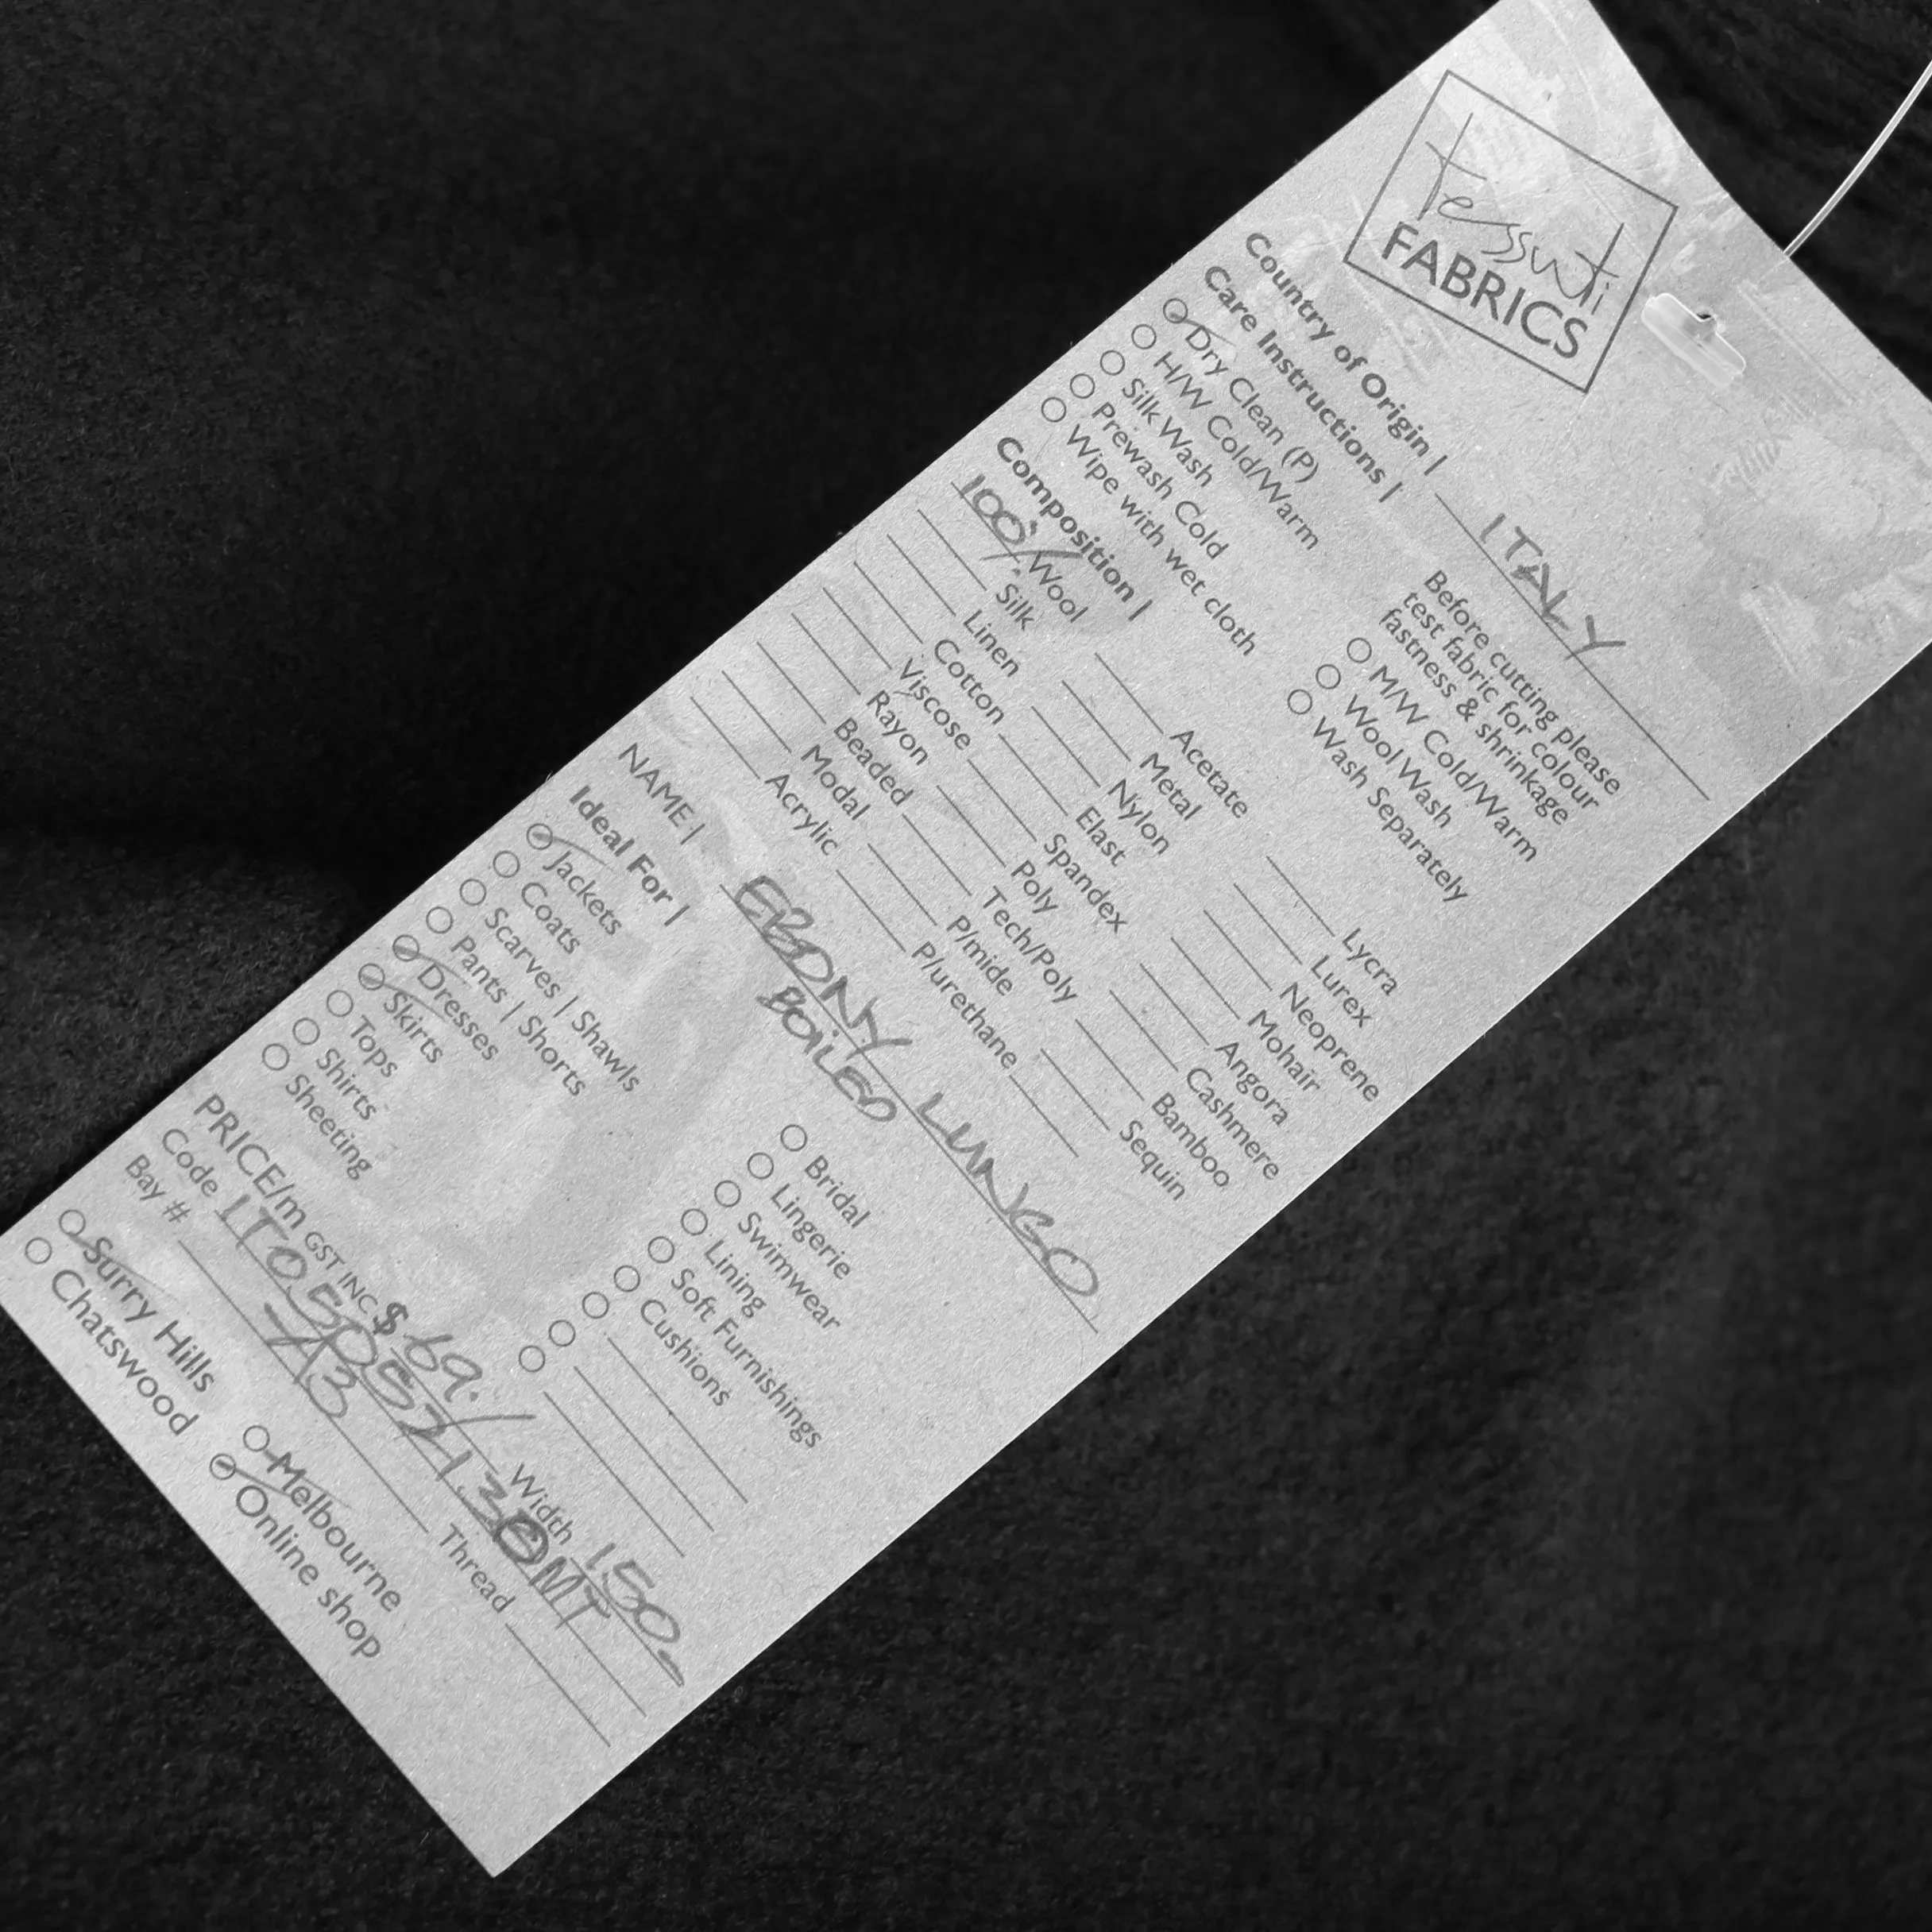 Tessuti
FABRICS
Country of Origin | ITALY
Care Instructions |
Before cutting please
test fabric for colour
fastness & shrinkage
Dry Clean (P)
H/W Cold/Warm
Silk Wash
Prewash Cold
Wipe with wet cloth
M/W Cold/Warm
Wool Wash
Wash Separately
Composition |
100% Wool
Silk
Linen
Cotton
Viscose
Rayon
Beaded
Modal
Acrylic
Acetate
Metal
Nylon
Elast
Spandex
Poly
Tech/Poly
P/mide
P/urethane
Lycra
Lurex
Neoprene
Mohair
Angora
Cashmere
Bamboo
Sequin
NAME | EBONY LUNGO
BOILED
Ideal For |
Jackets
Coats
Scarves | Shawls
Pants | Shorts
Dresses
Skirts
Tops
Shirts
Sheeting
Bridal
Lingerie
Swimwear
Lining
Soft Furnishings
Cushions
PRICE/m GST INC $ 69. Width 150
Code
Bay # A3 Thread
Surry Hills
Chatswood
Melbourne
Online shop